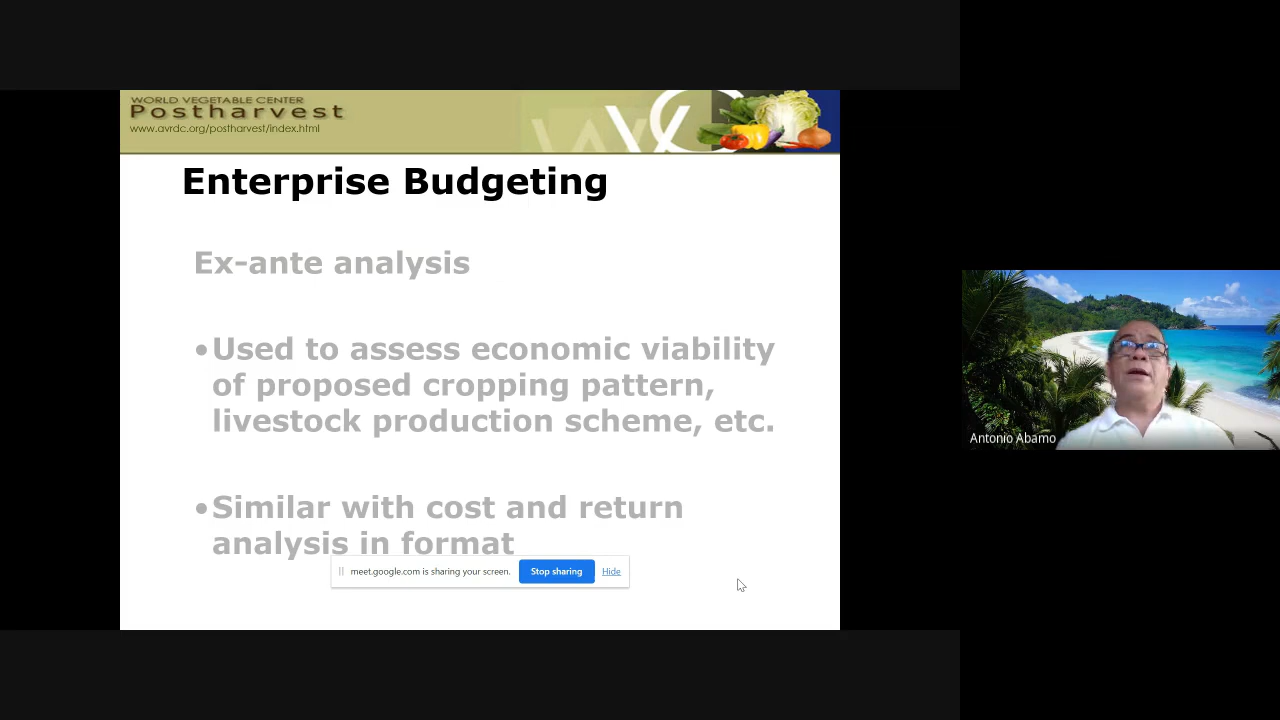 WORLD VEGETABLE CENTER
Postharvest
www.avrdc.org/postharvest/index.html
Enterprise Budgeting
Ex-ante analysis
•Used to assess economic viability
of proposed cropping pattern,
livestock production scheme, etc.
•Similar with cost and return
analysis in format
meet.google.com is sharing your screen. Stop sharing Hide
Antonio Abamo